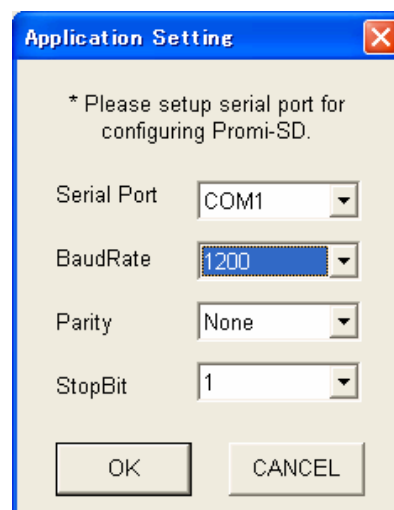 Application Setting
* Please setup serial port for
configuring Promi-SD.
Serial Port COM1
BaudRate 1200
Parity None
StopBit 1
OK CANCEL